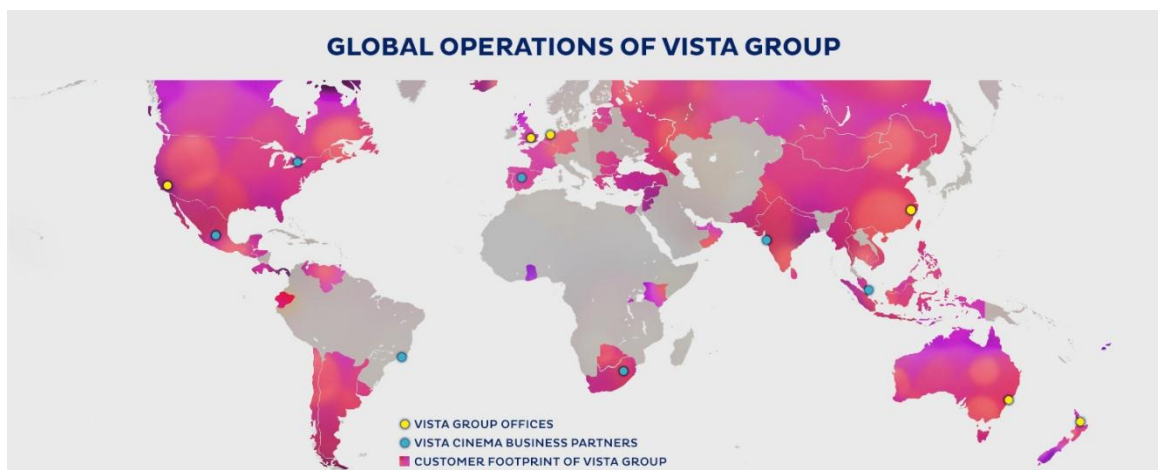 GLOBAL OPERATIONS OF VISTA GROUP
VISTA GROUP OFFICES
VISTA CINEMA BUSINESS PARTNERS
CUSTOMER FOOTPRINT OF VISTA GROUP